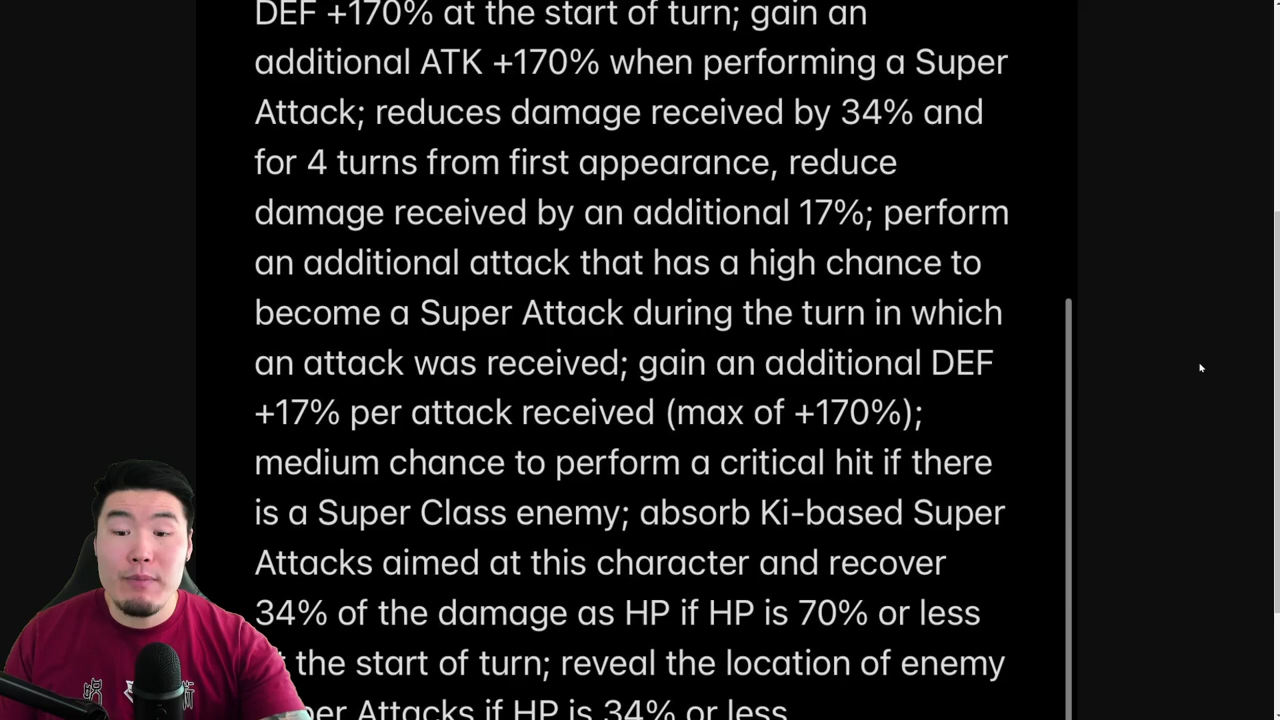 DEF +170% at the start of turn; gain an
additional ATK +170% when performing a Super
Attack; reduces damage received by 34% and
for 4 turns from first appearance, reduce
damage received by an additional 17%; perform
an additional attack that has a high chance to
become a Super Attack during the turn in which
an attack was received; gain an additional DEF
+17% per attack received (max of +170%);
medium chance to perform a critical hit if there
is a Super Class enemy; absorb Ki-based Super
Attacks aimed at this character and recover
34% of the damage as HP if HP is 70% or less
the start of turn; reveal the location of enemy
Attacks if HP is 34% or less